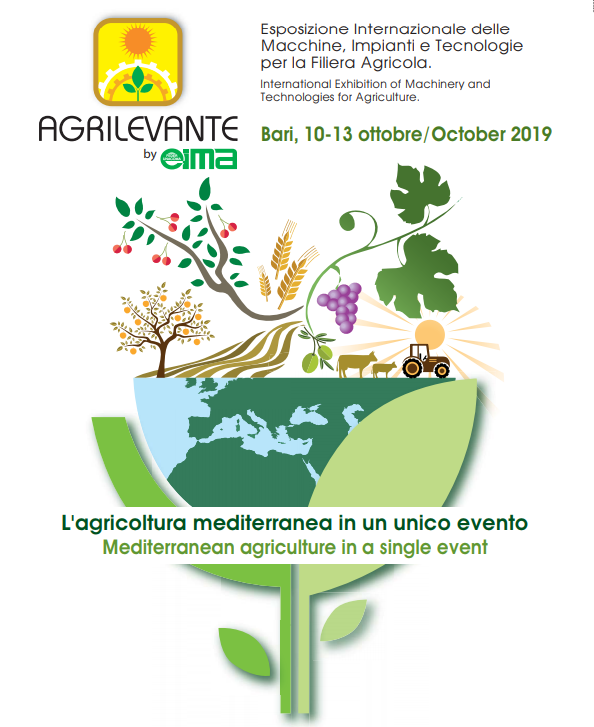 Esposizione Internazionale delle
Macchine, Impianti e Tecnologie
per la Filiera Agricola.
International Exhibition of Machinery and
Technologies for Agriculture.
AGRILEVANTE
by eima
Bari, 10-13 ottobre/October 2019
L'agricoltura mediterranea in un unico evento
Mediterranean agriculture in a single event